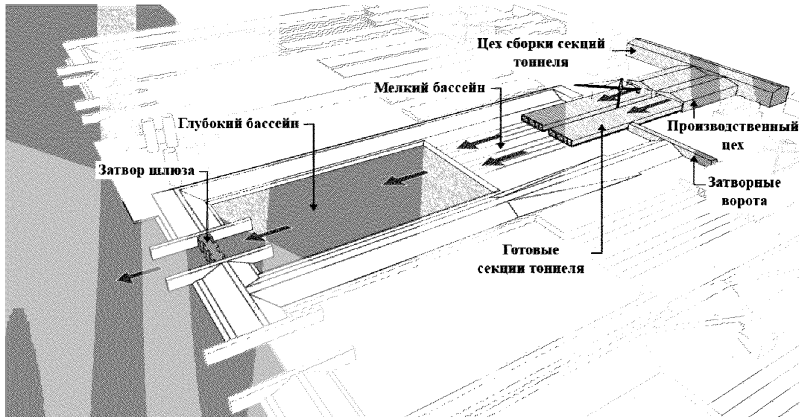 Цех сборки секций
тоннеля
Мелкий бассейн
Глубокий бассейн
Производственный
цех
Затвор шлюза
Затворные
ворота
Готовые
секции тоннеля